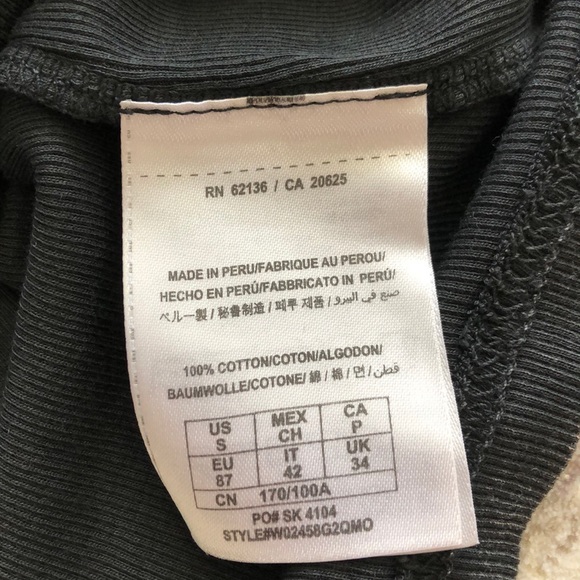 RN 62136 / CA 20625
MADE IN PERU/FABRIQUE AU PEROU/
HECHO EN PERÚ/FABBRICATO IN PERÚ/
ペルー製/秘鲁制造/페루 제품/صنع في البيرو
100% COTTON/COTON/ALGODON/
BAUMWOLLE/COTONE/ 綿 / 棉 / 면 / قطن/
US MEX CA
S CH P
EU IT UK
87 42 34
CN 170/100A
PO# SK 4104
STYLE#W02458G2QMO